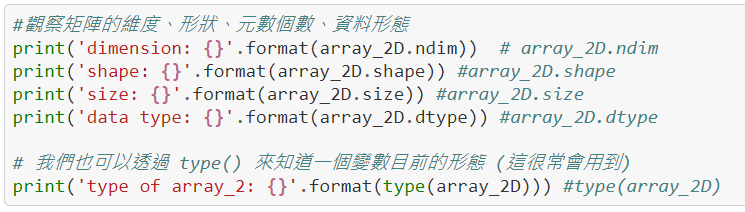 #觀察矩陣的維度、形狀、元數個數、資料形態
print('dimension: {}'.format(array_2D.ndim))  # array_2D.ndim
print('shape: {}'.format(array_2D.shape)) #array_2D.shape
print('size: {}'.format(array_2D.size)) #array_2D.size
print('data type: {}'.format(array_2D.dtype)) #array_2D.dtype
# 我們也可以透過 type() 來知道一個變數目前的形態 (這很常會用到)
print('type of array_2: {}'.format(type(array_2D))) #type(array_2D)